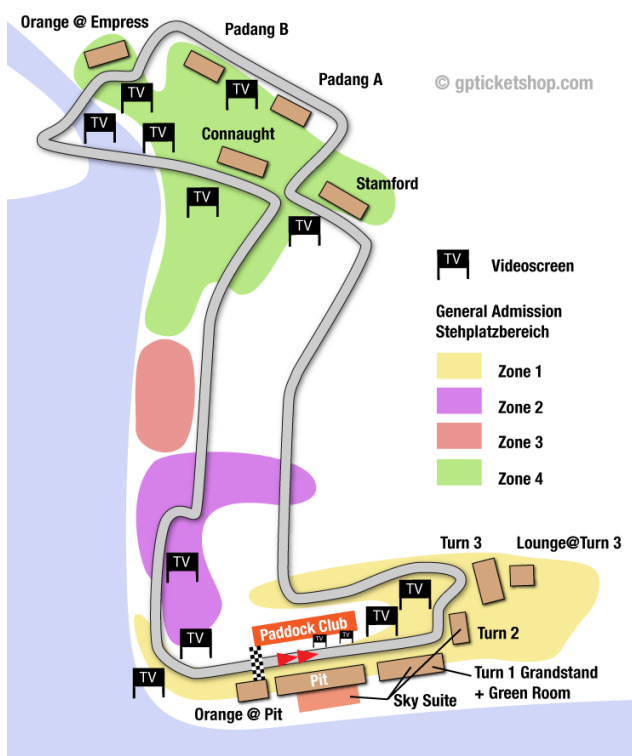 Orange @ Empress
Padang B
Padang A
© gpticketshop.com
TV
TV
TV
TV
Connaught
Stamford
TV
TV
TV
Videoscreen
General Admission
Stehplatzbereich
Zone 1
Zone 2
Zone 3
Zone 4
Turn 3
Lounge@Turn 3
TV
TV
TV
Paddock Club
TV
TV
TV
Turn 2
TV
Pit
Turn 1 Grandstand
+ Green Room
Sky Suite
Orange @ Pit